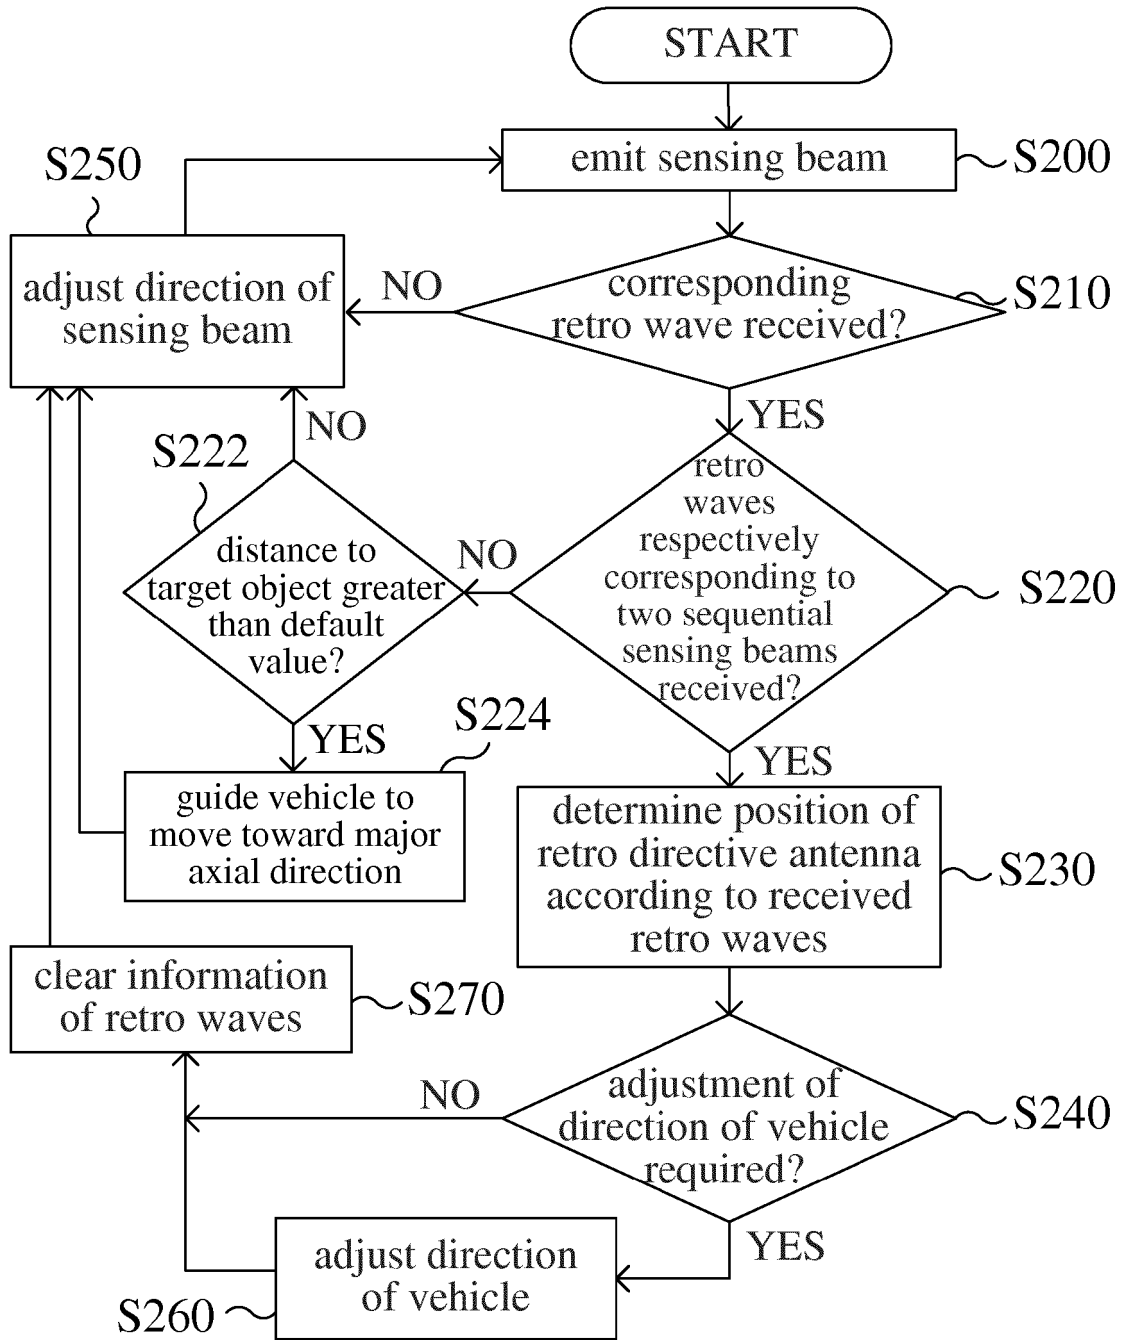 START
emit sensing beam
S200
S250
adjust direction of
sensing beam
NO
corresponding
retro wave received?
S210
YES
NO
S222
distance to
target object greater
than default
value?
NO
retro
waves
respectively
corresponding to
two sequential
sensing beams
received?
S220
YES
S224
guide vehicle to
move toward major
axial direction
YES
determine position of
retro directive antenna
according to received
retro waves
S230
clear information
of retro waves
S270
NO
adjustment of
direction of vehicle
required?
S240
YES
adjust direction
of vehicle
S260